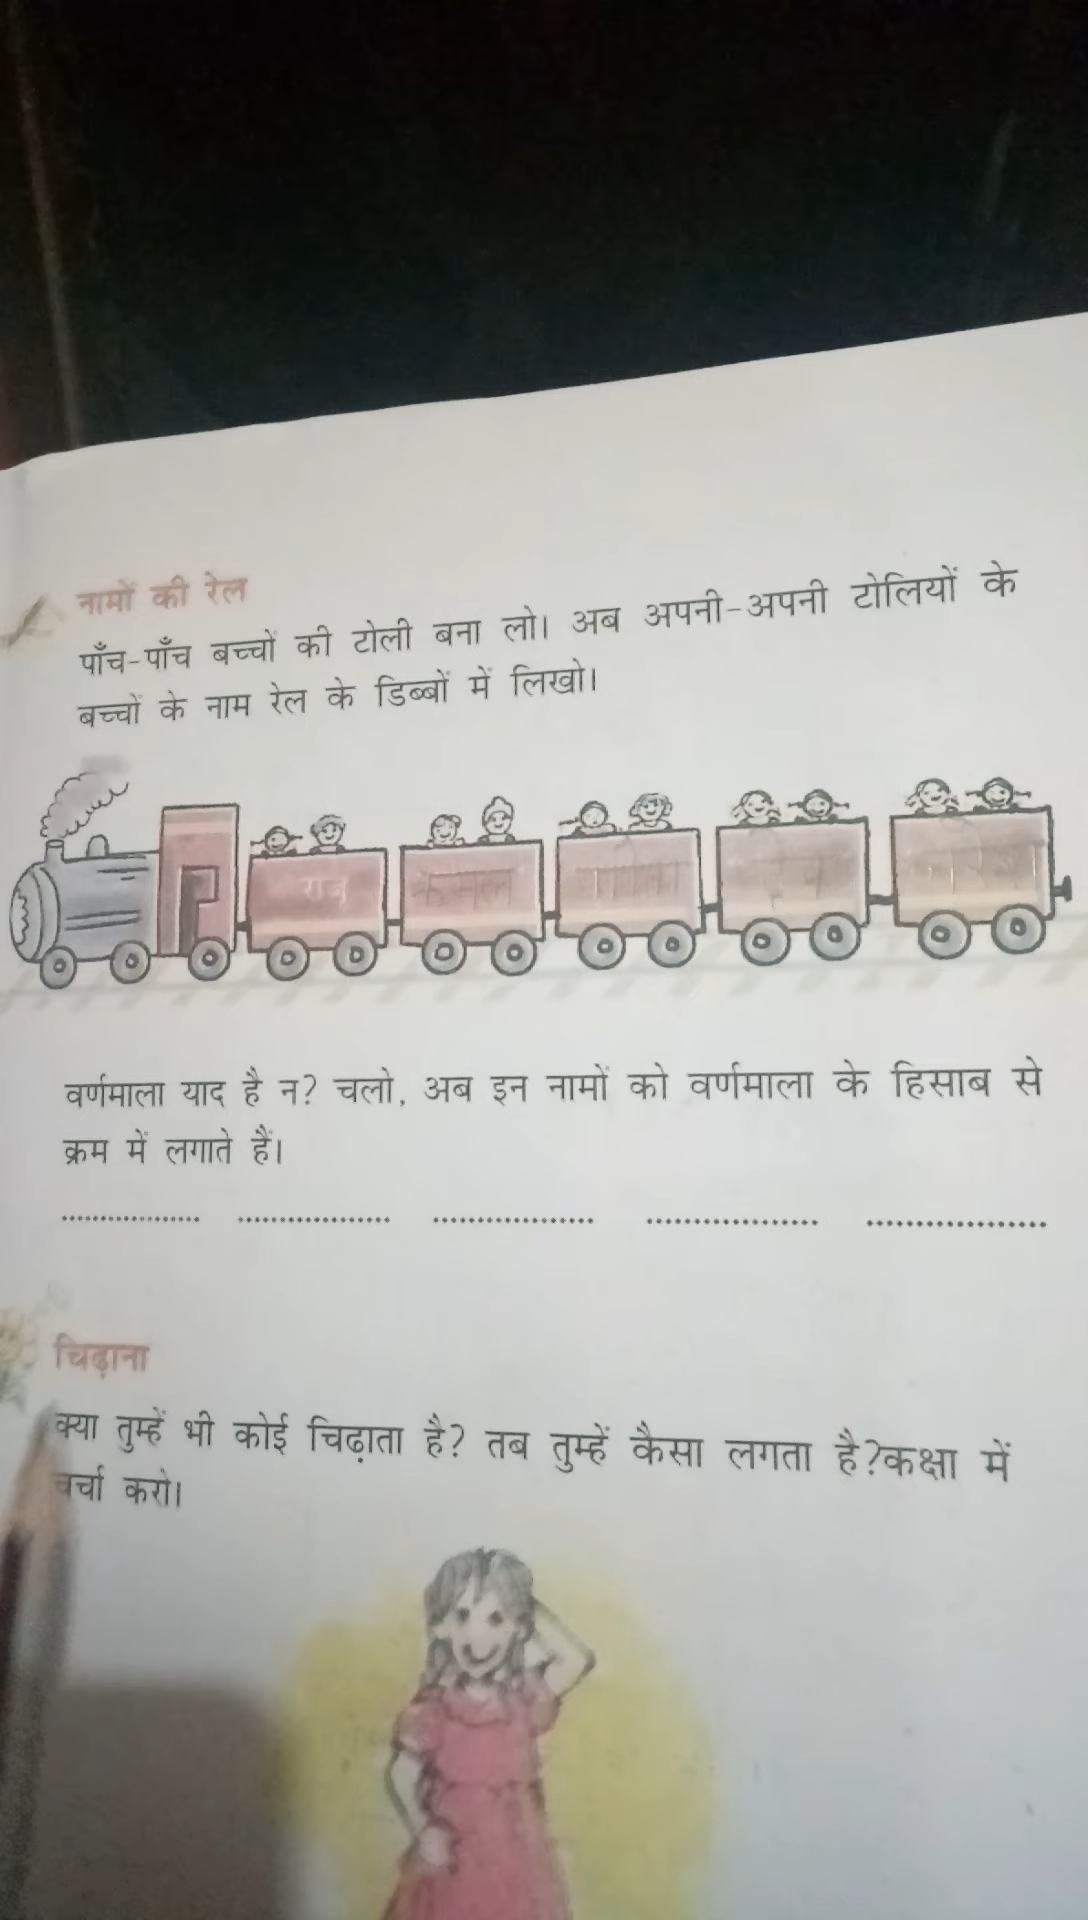 नामों की रेल
पाँच-पाँच बच्चों की टोली बना लो। अब अपनी-अपनी टोलियों के
बच्चों के नाम रेल के डिब्बों में लिखो।
कमल
वर्णमाला याद है न? चलो, अब इन नामों को वर्णमाला के हिसाब से
क्रम में लगाते हैं।
.................. .................. .................. .................. ..................
चिढ़ाना
क्या तुम्हें भी कोई चिढ़ाता है? तब तुम्हें कैसा लगता है?कक्षा में
चर्चा करो।